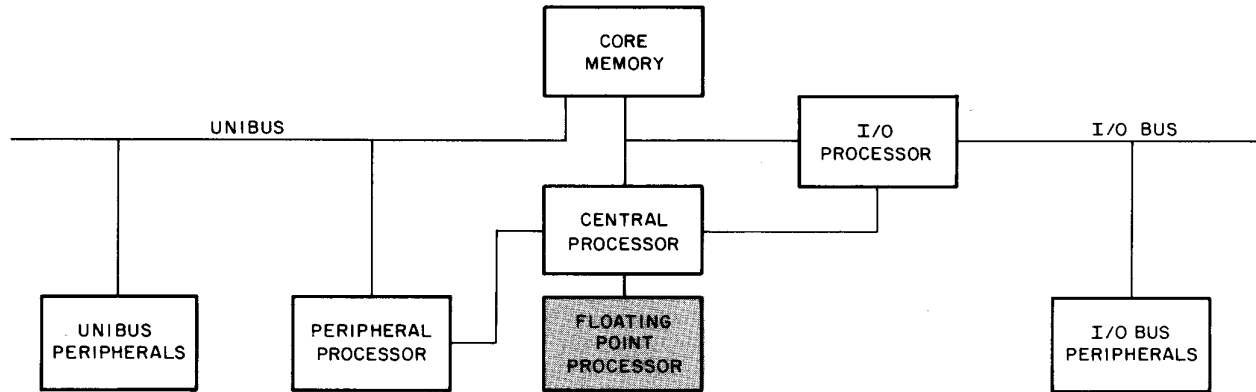 CORE
MEMORY
UNIBUS
I/O
PROCESSOR
I/O BUS
CENTRAL
PROCESSOR
UNIBUS
PERIPHERALS
PERIPHERAL
PROCESSOR
FLOATING
POINT
PROCESSOR
I/O BUS
PERIPHERALS